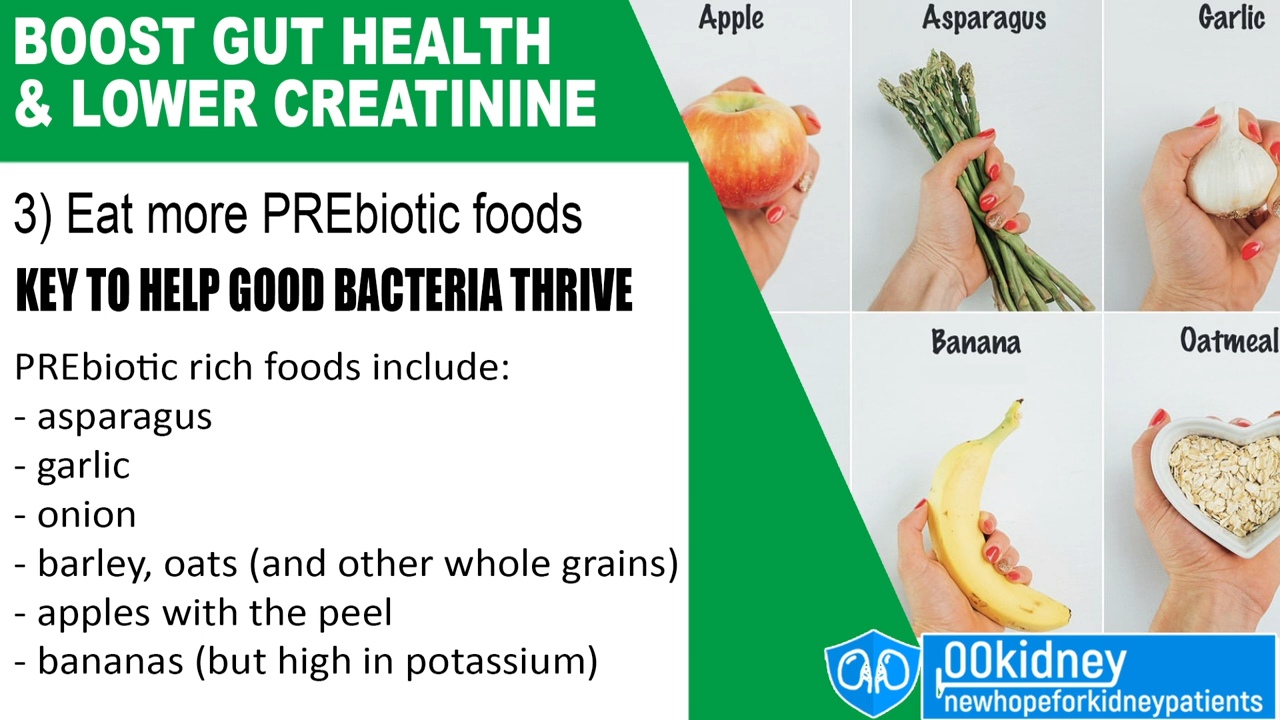 BOOST GUT HEALTH
& LOWER CREATININE
3) Eat more PREbiotic foods
KEY TO HELP GOOD BACTERIA THRIVE
PREbiotic rich foods include:
- asparagus
- garlic
- onion
- barley, oats (and other whole grains)
- apples with the peel
- bananas (but high in potassium)
Apple
Asparagus
Garlic
Banana
Oatmeal
00kidney
newhopeforkidneypatients